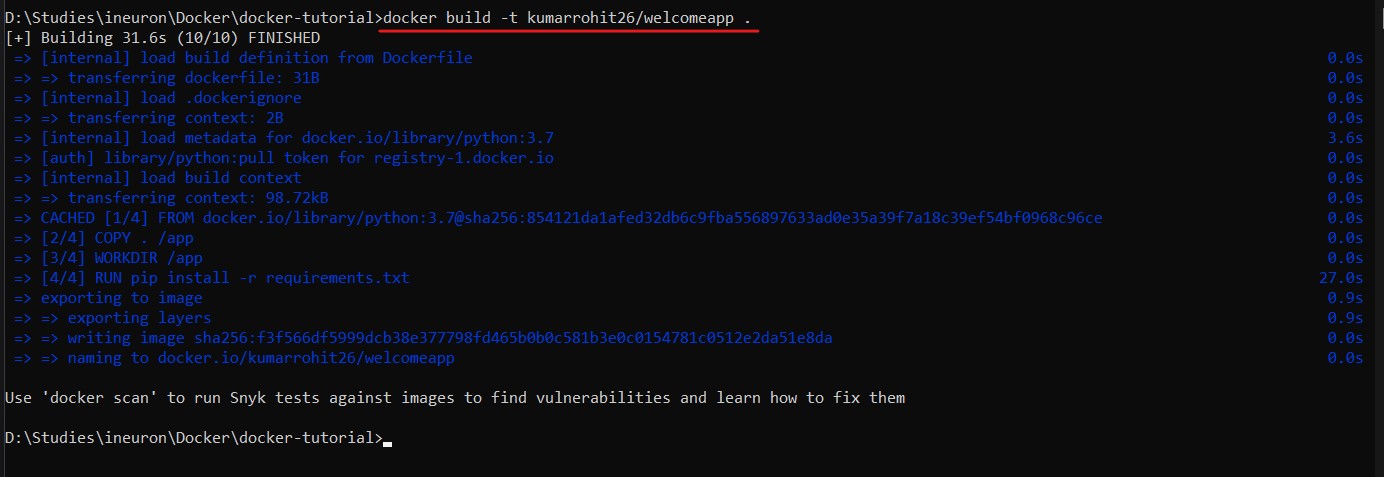 D:\Studies\ineuron\Docker\docker-tutorial>docker build -t kumarrohit26/welcomeapp .
[+] Building 31.6s (10/10) FINISHED
=> [internal] load build definition from Dockerfile 0.0s
=> => transferring dockerfile: 31B 0.0s
=> [internal] load .dockerignore 0.0s
=> => transferring context: 2B 0.0s
=> [internal] load metadata for docker.io/library/python:3.7 3.6s
=> [auth] library/python:pull token for registry-1.docker.io 0.0s
=> [internal] load build context 0.0s
=> => transferring context: 98.72kB 0.0s
=> CACHED [1/4] FROM docker.io/library/python:3.7@sha256:854121da1afed32db6c9fba556897633ad0e35a39f7a18c39ef54bf0968c96ce 0.0s
=> [2/4] COPY . /app 0.0s
=> [3/4] WORKDIR /app 0.0s
=> [4/4] RUN pip install -r requirements.txt 27.0s
=> exporting to image 0.9s
=> => exporting layers 0.9s
=> => writing image sha256:f3f566df5999dcb38e377798fd465b0b0c581b3e0c0154781c0512e2da51e8da 0.0s
=> => naming to docker.io/kumarrohit26/welcomeapp 0.0s
Use 'docker scan' to run Snyk tests against images to find vulnerabilities and learn how to fix them
D:\Studies\ineuron\Docker\docker-tutorial>